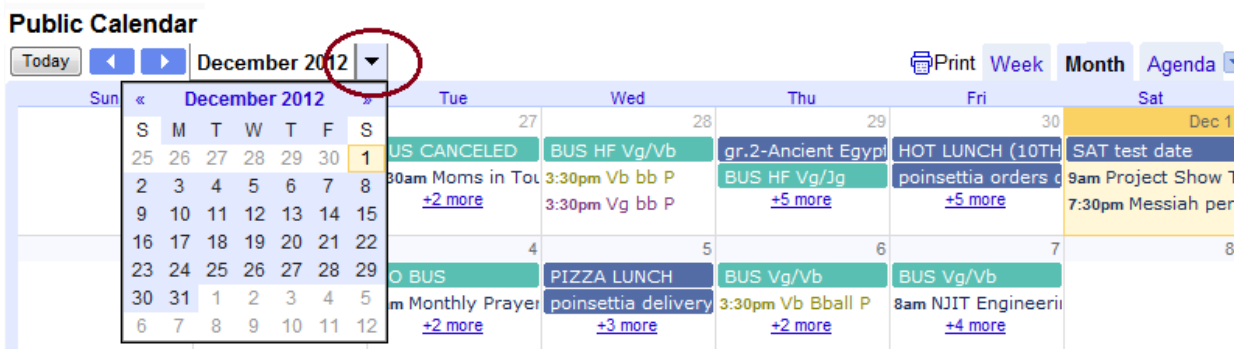 Public Calendar
Today December 2012 Print Week Month Agenda
Sun Tue Wed Thu Fri Sat
« December 2012 »
S M T W T F S
25 26 27 28 29 30 1
2 3 4 5 6 7 8
9 10 11 12 13 14 15
16 17 18 19 20 21 22
23 24 25 26 27 28 29
30 31 1 2 3 4 5
6 7 8 9 10 11 12
27 28 29 30 Dec 1
US CANCELED BUS HF Vg/Vb gr.2-Ancient Egypt HOT LUNCH (10TH SAT test date
30am Moms in Tou 3:30pm Vb bb P BUS HF Vg/Jg poinsettia orders 9am Project Show T
+2 more 3:30pm Vg bb P +5 more +5 more 7:30pm Messiah per
4 5 6 7 8
O BUS PIZZA LUNCH BUS Vg/Vb BUS Vg/Vb
m Monthly Prayer poinsettia delivery 3:30pm Vb Bball P 8am NJIT Engineeri
+2 more +3 more +2 more +4 more